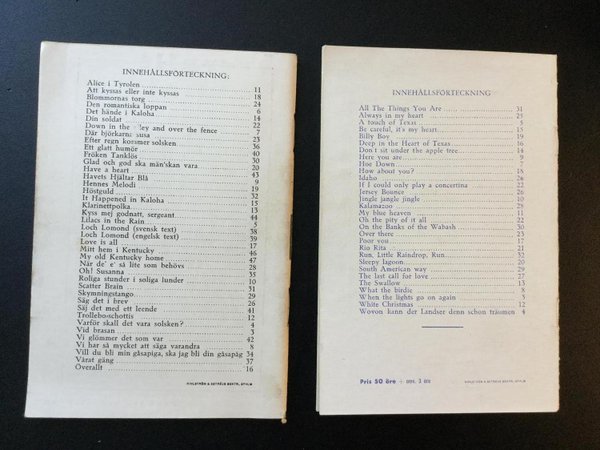 INNEHÅLLSFÖRTECKNING:
Alice i Tyrolen 11
Att kyssas eller inte kyssas 18
Blommornas torg 24
Den romantiska loppan 6
Det hände i Kaloha 14
Din soldat 22
Down in the ley and over the fence 7
Där björkarna susa 23
Efter regn kommer solsken 36
Ett glatt humör 40
Fröken Tanklös 30
Glad och god ska män'skan vara 20
Have a heart 43
Havets Hjältar Blå 9
Hennes Melodi 19
Höstguld 32
It Happened in Kaloha 15
Klarinettpolka 13
Kyss mej godnatt, sergeant 44
Lilacs in the Rain 5
Loch Lomond (svensk text) 38
Loch Lomond (engelsk text) 39
Love is all 17
Mitt hem i Kentucky 46
My old Kentucky home 47
När de' e' så lite som behövs 28
Oh! Susanna 35
Roliga stunder i soliga lunder 10
Scatter Brain 31
Skymningstango 29
Säg det i brev 26
Säj det med ett leende 41
Trolleboschottis 12
Varför skall det vara solsken? 4
Vid brasan 3
Vi glömmer det som var 42
Vi har så mycket att säga varandra 8
Vill du bli min gåsapiga, ska jag bli din gåsapåg 34
Vårat gäng 37
Överallt 16
INNEHÅLLSFÖRTECKNING
All The Things You Are 31
Always in my heart 25
A touch of Texas 5
Be careful, it's my heart 15
Billy Boy 19
Deep in the Heart of Texas 16
Don't sit under the apple tree 14
Here you are 9
Hoe Down 7
How about you? 18
Idaho
If I could only play a concertina 22
Jersey Bounce 26
Jingle jangle jingle 10
Kalamazoo
My blue heaven 11
Oh the pity of it all 22
On the Banks of the Wabash 30
Over there 23
Poor you 17
Rio Rita 21
Run, Little Raindrop, Run 32
Sleepy lagoon 20
South American way 29
The last call for love 27
The Swallow 13
What the birdie 8
When the lights go on again 3
White Christmas 12
Wovon kann der Landser denn schon träumen 4
Pris 50 öre